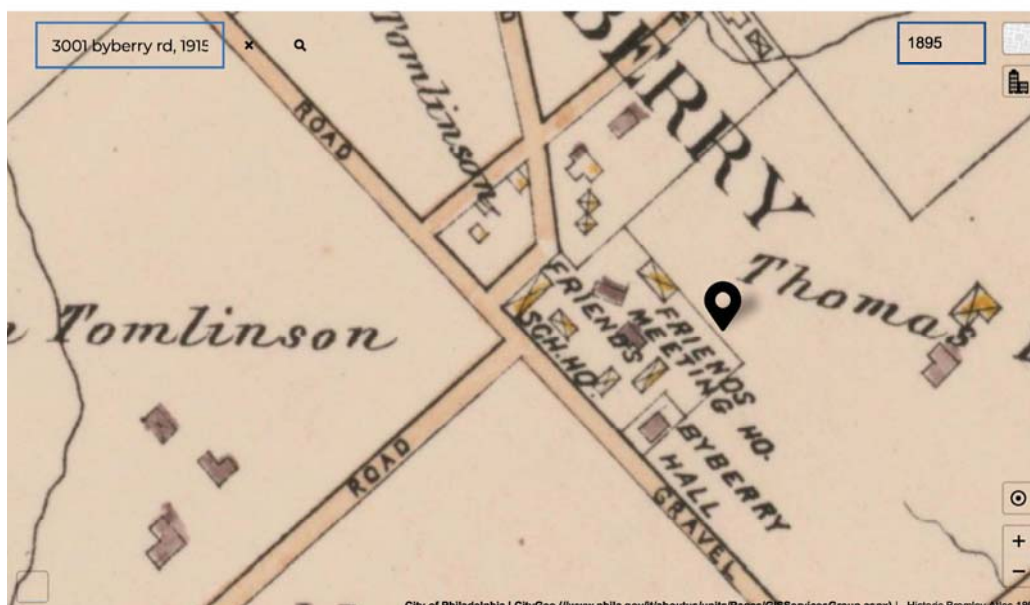 3001 byberry rd, 1915
1895
BERRY
Tomlinson
ROAD
Thomas
FRIENDS
SCH. HO.
FRIENDS
MEETING HO.
Tomlinson
BYBERRY
HALL
ROAD
GRAVEL
City of Philadelphia | CityGeo